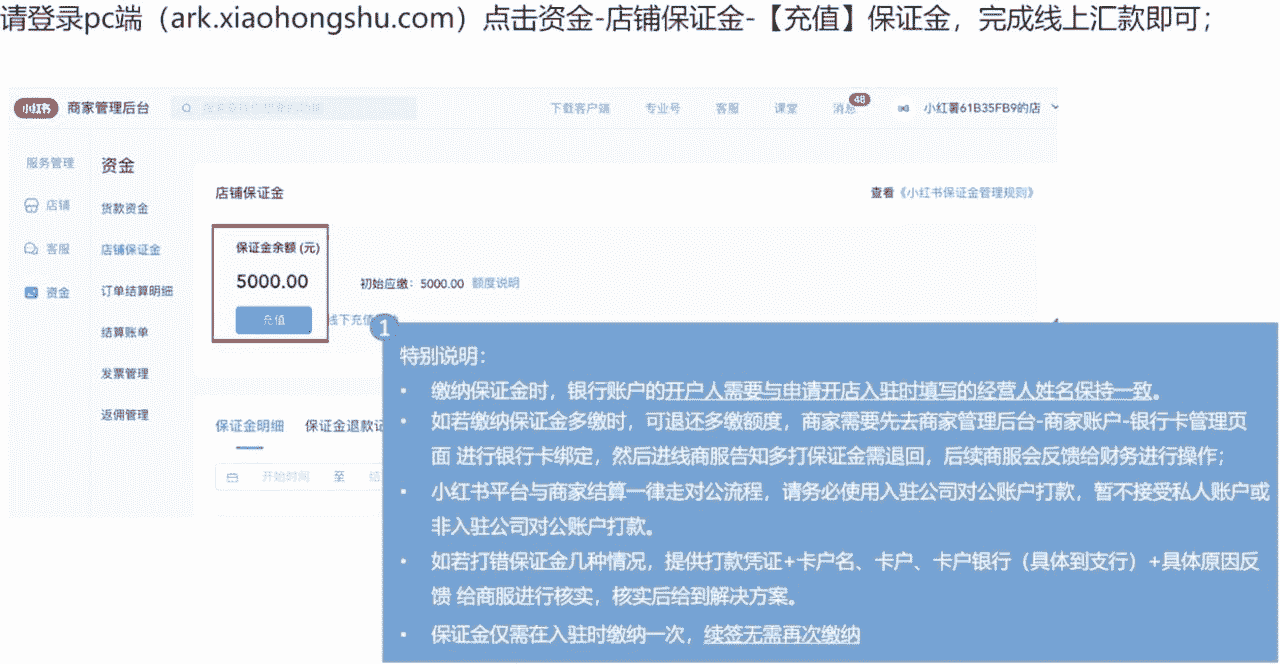 请登录pc端（ark.xiaohongshu.com）点击资金-店铺保证金-【充值】保证金，完成线上汇款即可；
小红书 商家管理后台
下载客户端 专业号 客服 课堂 消息 48 小红薯61B35FB9的店
服务管理
店铺
客服
资金
资金
货款资金
店铺保证金
订单结算明细
结算账单
发票管理
返佣管理
店铺保证金
查看《小红书保证金管理规则》
保证金余额 (元)
5000.00
初始应缴：5000.00 额度说明
充值
线下充值
保证金明细 保证金退款
开始时间 至
1
特别说明：
• 缴纳保证金时，银行账户的开户人需要与申请开店入驻时填写的经营人姓名保持一致。
• 如若缴纳保证金多缴时，可退还多缴额度，商家需要先去商家管理后台-商家账户-银行卡管理页
面 进行银行卡绑定，然后进线商服告知多打保证金需退回，后续商服会反馈给财务进行操作；
• 小红书平台与商家结算一律走对公流程，请务必使用入驻公司对公账户打款，暂不接受私人账户或
非入驻公司对公账户打款。
• 如若打错保证金几种情况，提供打款凭证+卡户名、卡户、卡户银行（具体到支行）+具体原因反
馈 给商服进行核实，核实后给到解决方案。
• 保证金仅需在入驻时缴纳一次，续签无需再次缴纳